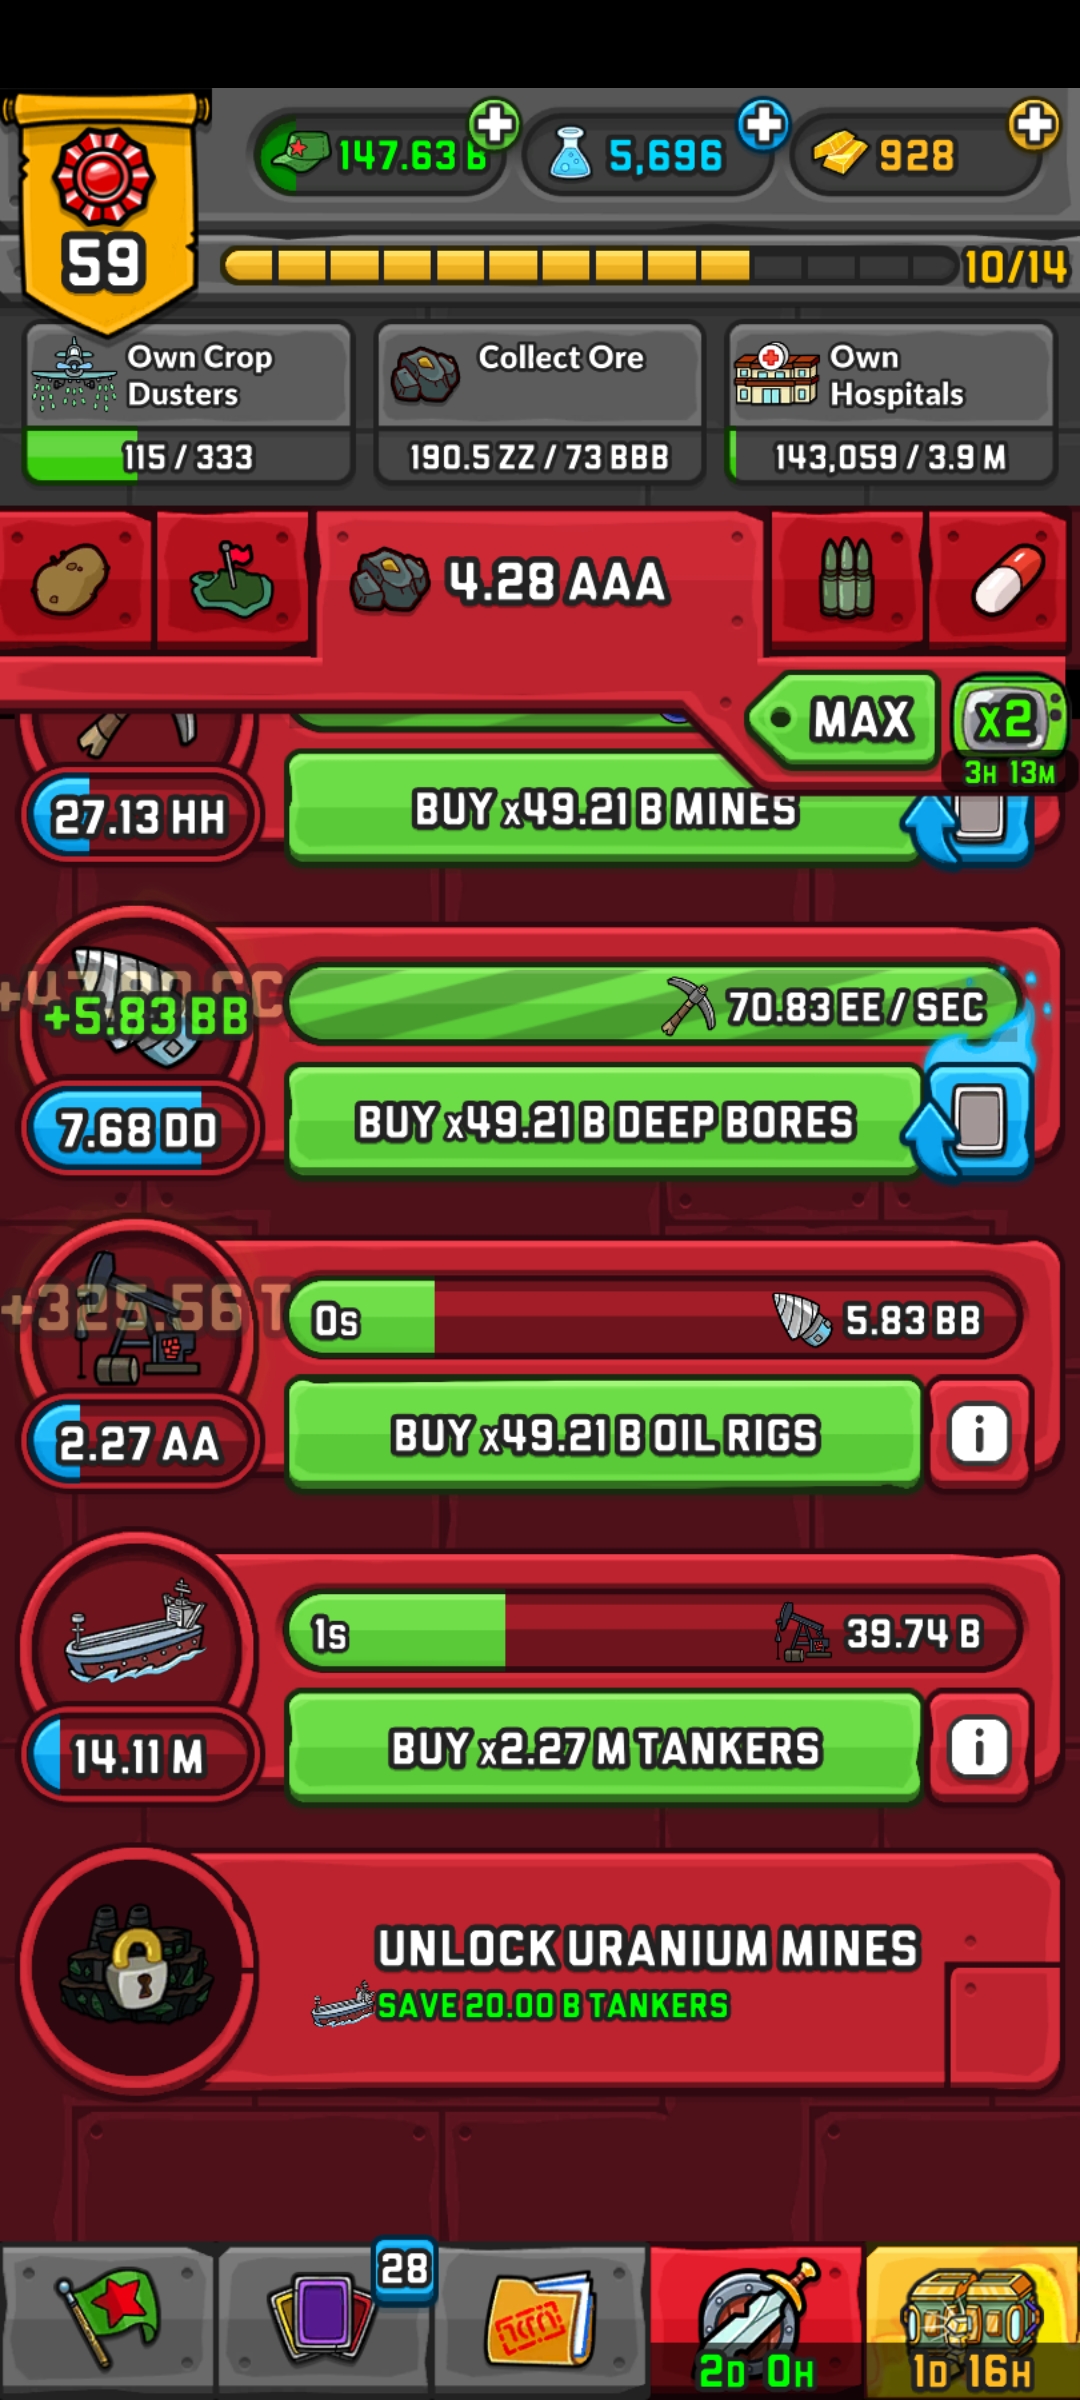 147.63 B
5,696
928
59
10/14
Own Crop
Dusters
115 / 333
Collect Ore
190.5 ZZ / 73 BBB
Own
Hospitals
143,059 / 3.9 M
4.28 AAA
MAX
x2
3H 13M
27.13 HH
BUY x49.21 B MINES
+5.83 BB
70.83 EE / SEC
7.68 DD
BUY x49.21 B DEEP BORES
+325.56 T
0s
5.83 BB
2.27 AA
BUY x49.21 B OIL RIGS
i
1s
39.74 B
14.11 M
BUY x2.27 M TANKERS
i
UNLOCK URANIUM MINES
SAVE 20.00 B TANKERS
28
2D 0H
1D 16H